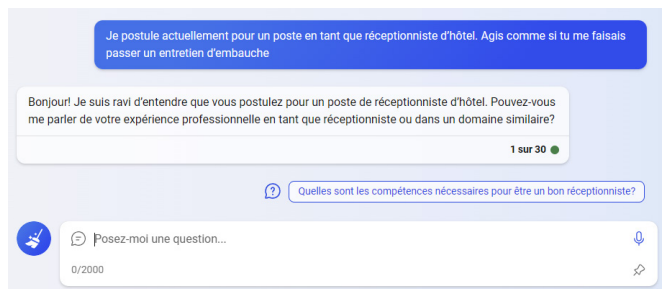 Je postule actuellement pour un poste en tant que réceptionniste d'hôtel. Agis comme si tu me faisais
passer un entretien d'embauche
Bonjour! Je suis ravi d'entendre que vous postulez pour un poste de réceptionniste d'hôtel. Pouvez-vous
me parler de votre expérience professionnelle en tant que réceptionniste ou dans un domaine similaire?
1 sur 30
Quelles sont les compétences nécessaires pour être un bon réceptionniste?
Posez-moi une question...
0/2000